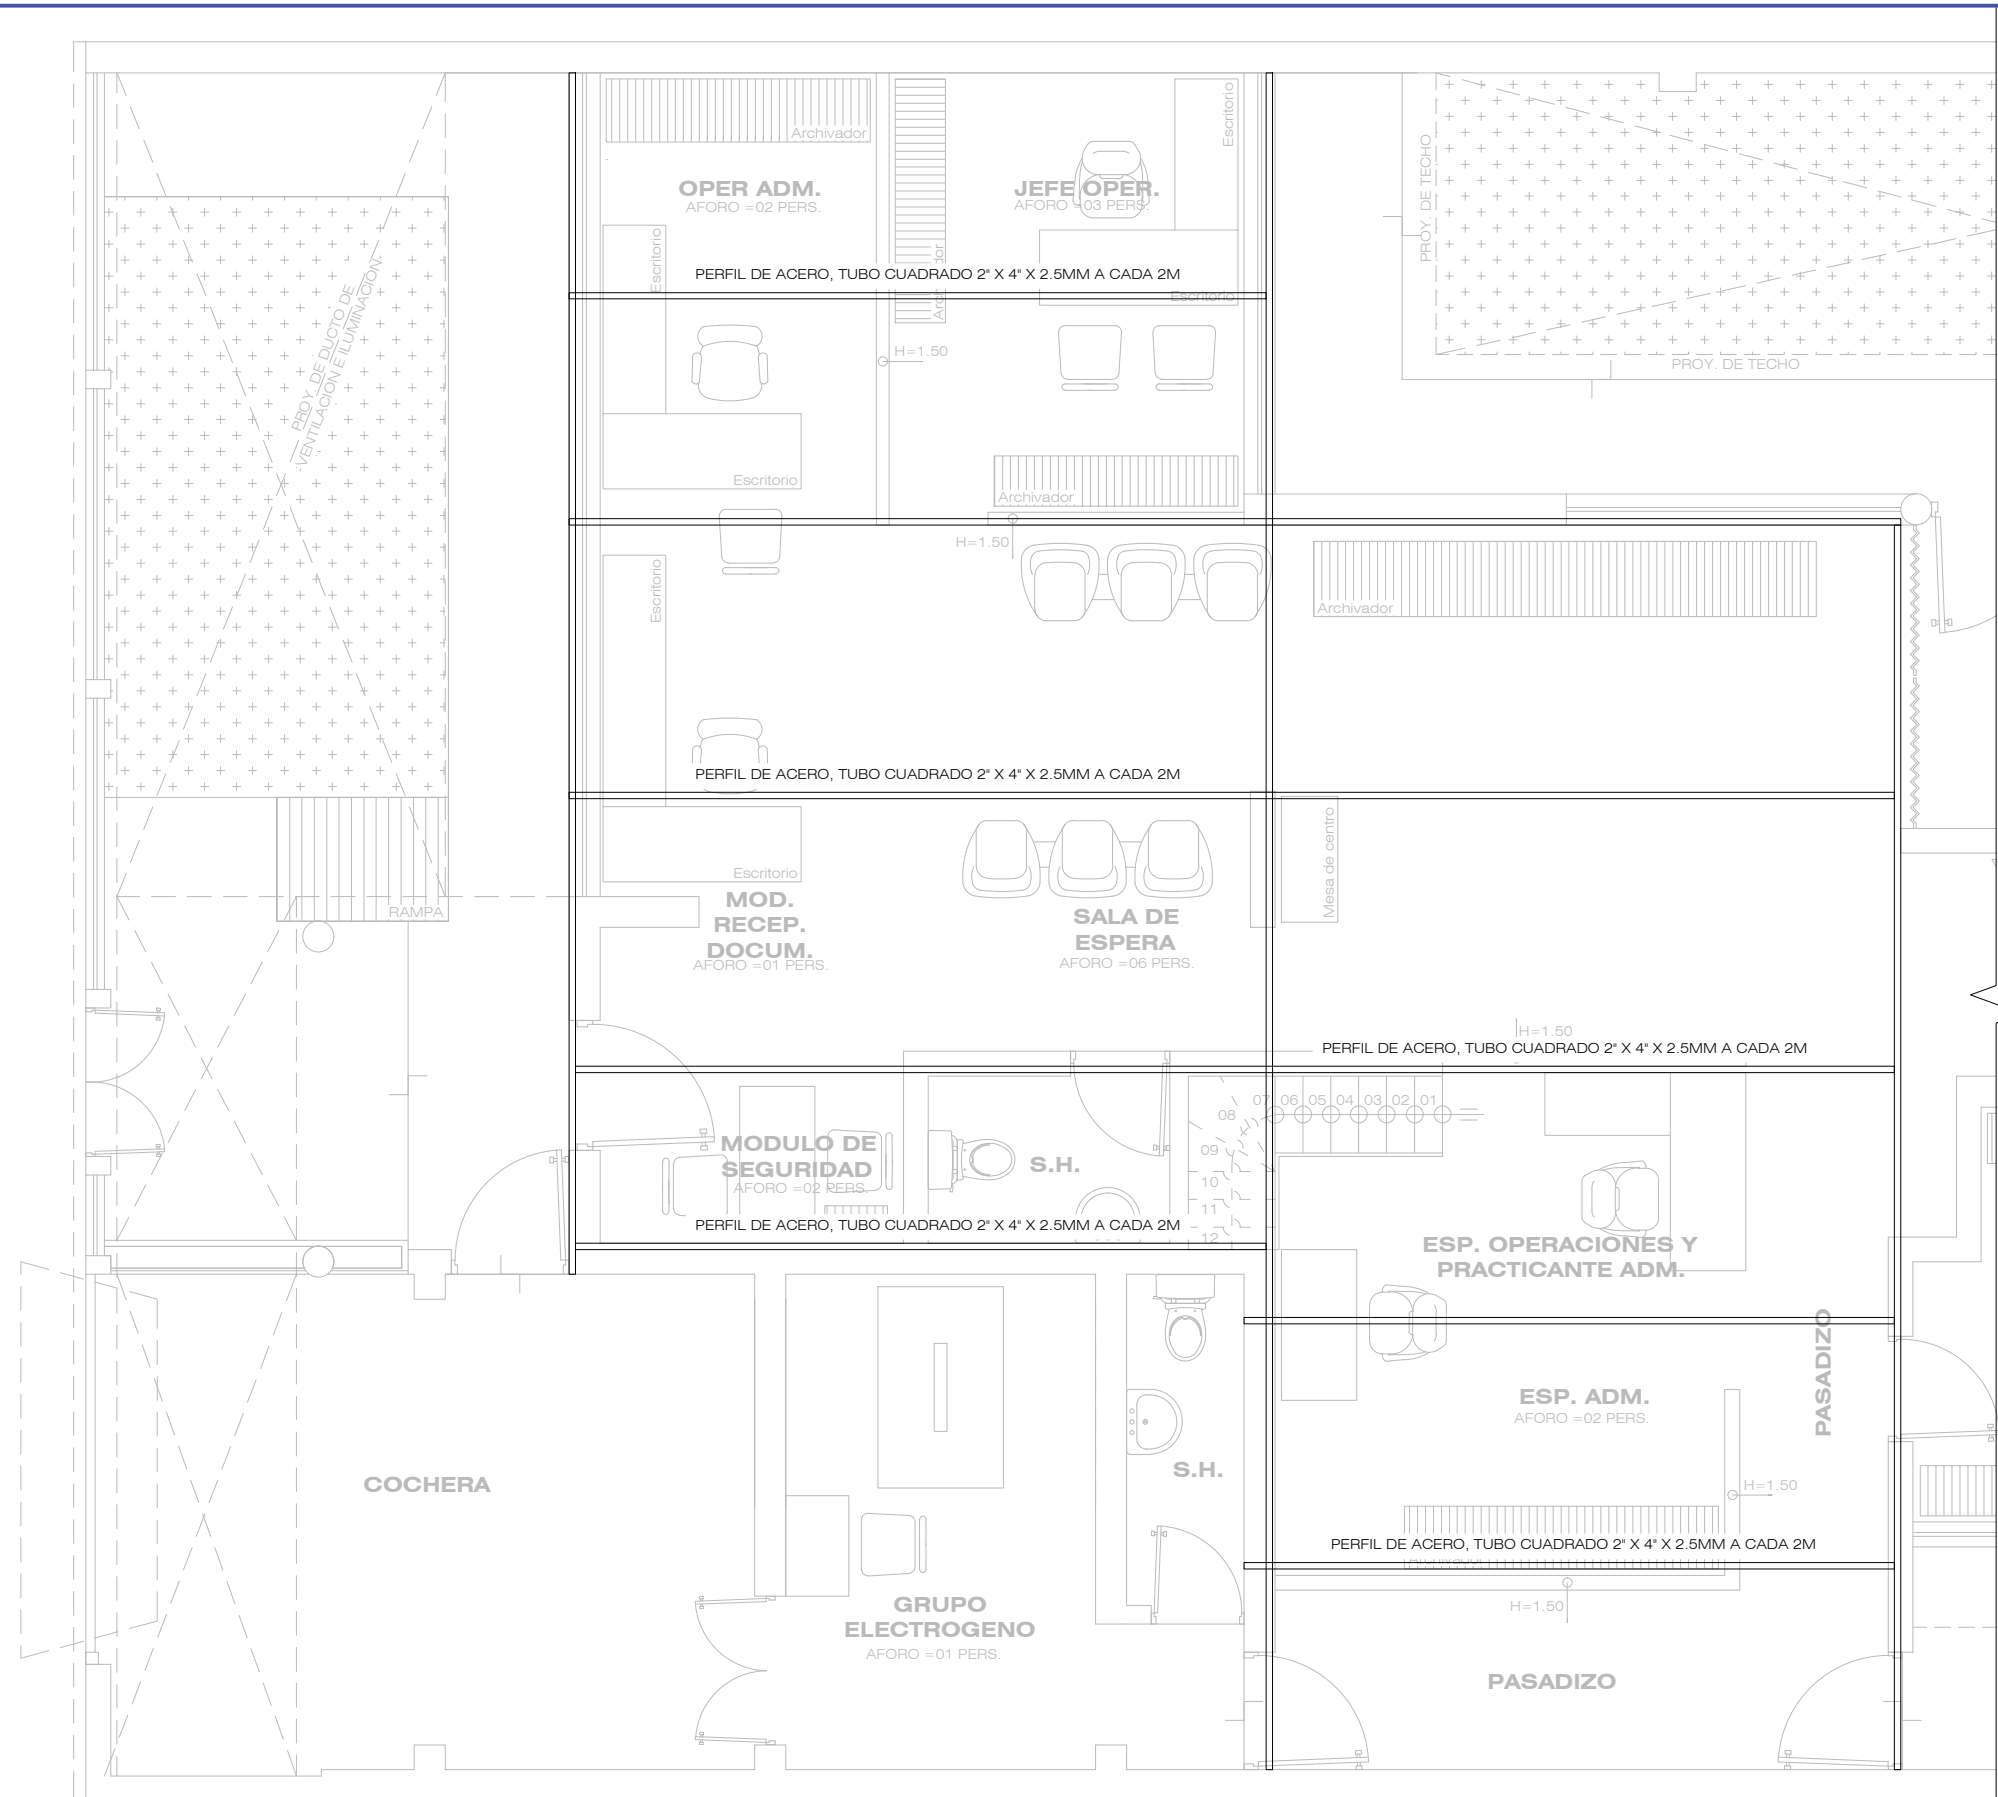 Archivador
Escritorio
OPER ADM.
AFORO =02 PERS.
JEFE OPER.
AFORO =03 PERS.
PROY. DE TECHO
Escritorio
Archivador
PROY. DE DUCTO DE
VENTILACION E ILUMINACION
PERFIL DE ACERO, TUBO CUADRADO 2" X 4" X 2.5MM A CADA 2M
Escritorio
H=1.50
PROY. DE TECHO
Escritorio
Archivador
H=1.50
Escritorio
Archivador
PERFIL DE ACERO, TUBO CUADRADO 2" X 4" X 2.5MM A CADA 2M
Escritorio
Mesa de centro
RAMPA
MOD.
RECEP.
DOCUM.
AFORO =01 PERS.
SALA DE
ESPERA
AFORO =06 PERS.
H=1.50
PERFIL DE ACERO, TUBO CUADRADO 2" X 4" X 2.5MM A CADA 2M
07 06 05 04 03 02 01
08
09
10
11
12
MODULO DE
SEGURIDAD
AFORO =02 PERS.
S.H.
PERFIL DE ACERO, TUBO CUADRADO 2" X 4" X 2.5MM A CADA 2M
ESP. OPERACIONES Y
PRACTICANTE ADM.
PASADIZO
ESP. ADM.
AFORO =02 PERS.
COCHERA
S.H.
H=1.50
PERFIL DE ACERO, TUBO CUADRADO 2" X 4" X 2.5MM A CADA 2M
Archivador
GRUPO
ELECTROGENO
AFORO =01 PERS.
H=1.50
PASADIZO